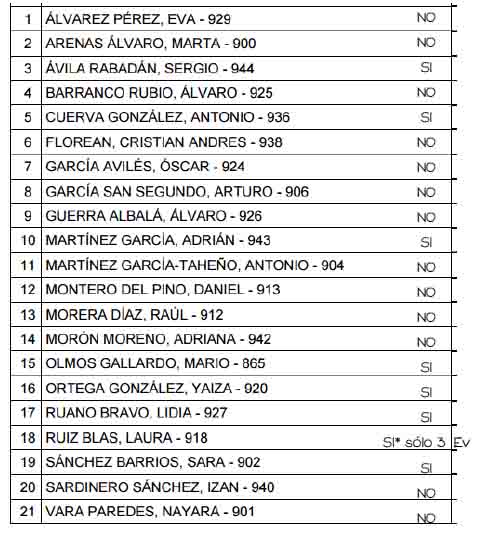 1 ÁLVAREZ PÉREZ, EVA - 929 NO
2 ARENAS ÁLVARO, MARTA - 900 NO
3 ÁVILA RABADÁN, SERGIO - 944 SI
4 BARRANCO RUBIO, ÁLVARO - 925 NO
5 CUERVA GONZÁLEZ, ANTONIO - 936 SI
6 FLOREAN, CRISTIAN ANDRES - 938 NO
7 GARCÍA AVILÉS, ÓSCAR - 924 NO
8 GARCÍA SAN SEGUNDO, ARTURO - 906 NO
9 GUERRA ALBALÁ, ÁLVARO - 926 NO
10 MARTÍNEZ GARCÍA, ADRIÁN - 943 SI
11 MARTÍNEZ GARCÍA-TAHEÑO, ANTONIO - 904 NO
12 MONTERO DEL PINO, DANIEL - 913 NO
13 MORERA DÍAZ, RAÚL - 912 NO
14 MORÓN MORENO, ADRIANA - 942 NO
15 OLMOS GALLARDO, MARIO - 865 SI
16 ORTEGA GONZÁLEZ, YAIZA - 920 SI
17 RUANO BRAVO, LIDIA - 927 SI
18 RUIZ BLAS, LAURA - 918 SI* sólo 3 Ev
19 SÁNCHEZ BARRIOS, SARA - 902 SI
20 SARDINERO SÁNCHEZ, IZAN - 940 NO
21 VARA PAREDES, NAYARA - 901 NO